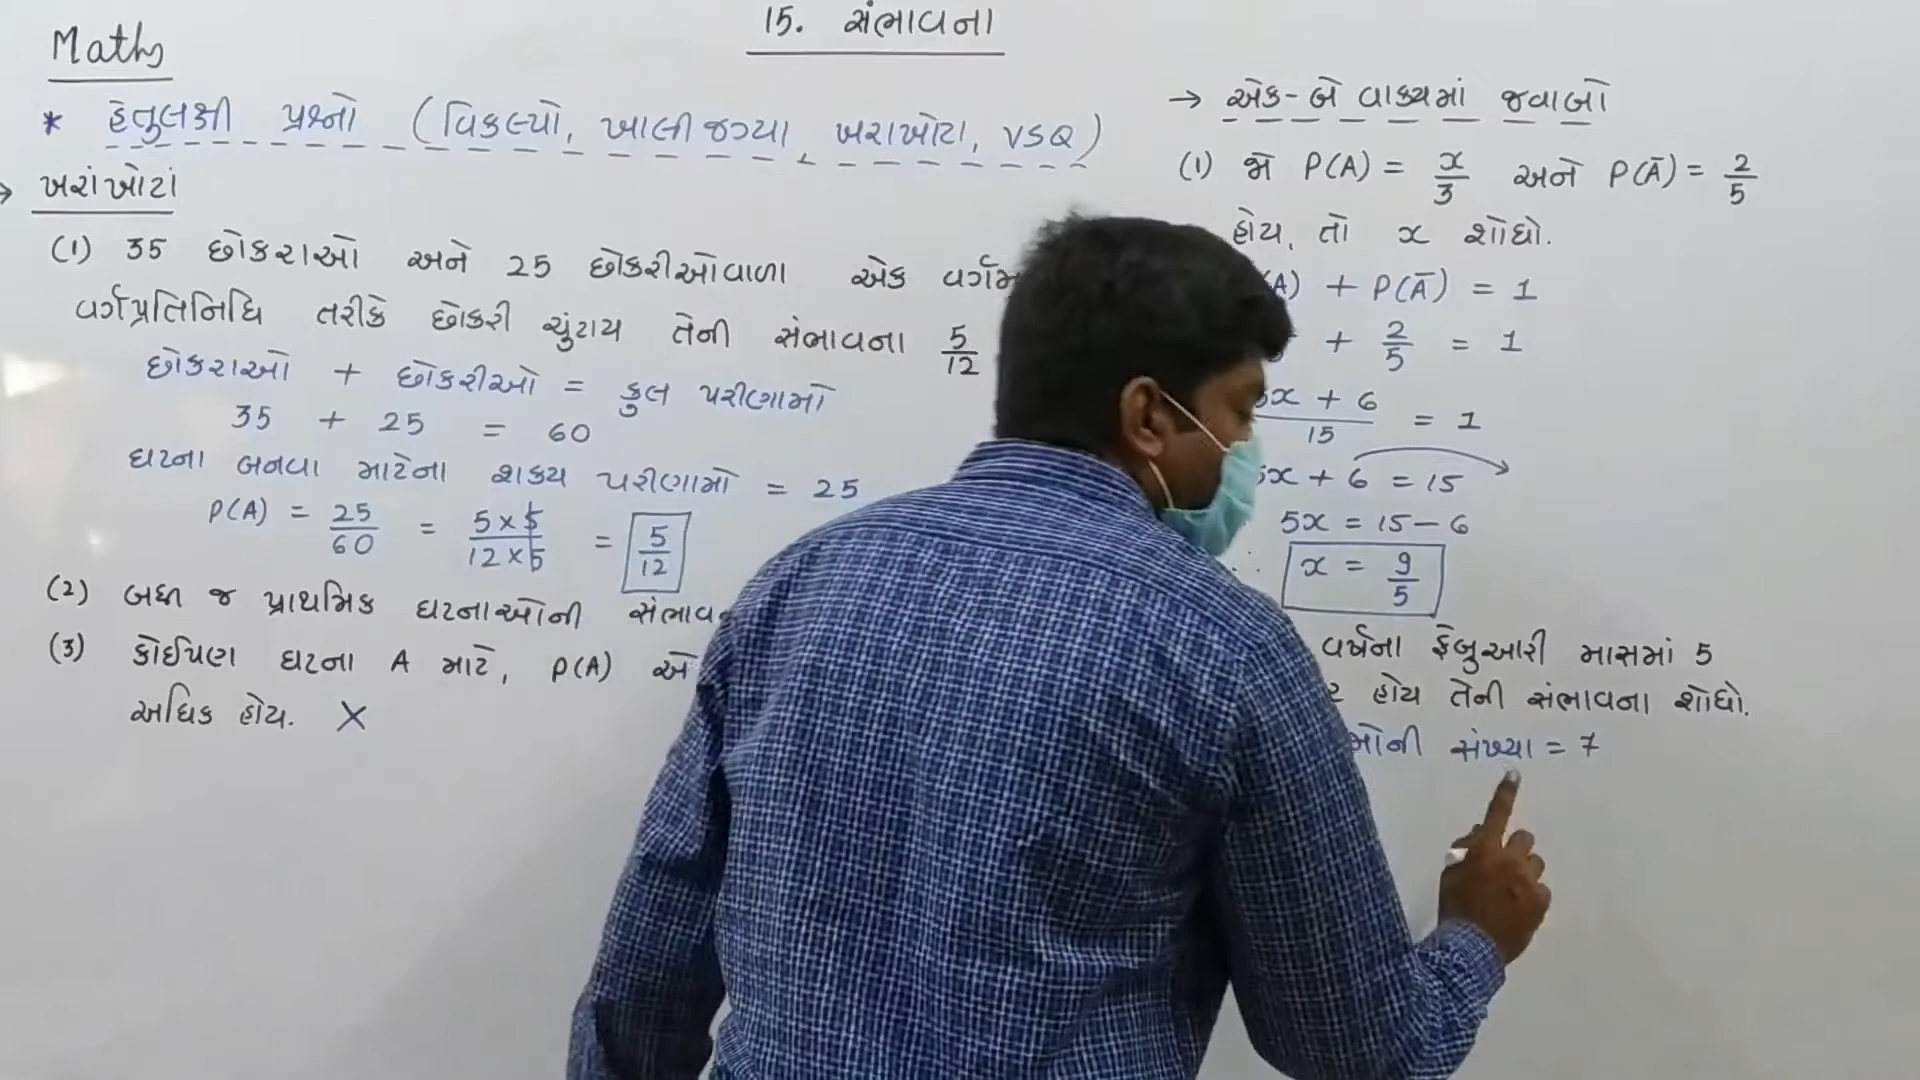 15. સંભાવના
Maths
* હેતુલક્ષી પ્રશ્નો (વિકલ્પો, ખાલી જગ્યા, ખરાખોટા, VSQ)
→ ખરાંખોટાં
(1) 35 છોકરાઓ અને 25 છોકરીઓવાળા એક
વર્ગપ્રતિનિધિ તરીકે છોકરી ચુંટાય તેની સંભાવના 5/12
છોકરાઓ + છોકરીઓ = કુલ પરીણામો
35 + 25 = 60
ઘટના બનવા માટેના શક્ય પરીણામો = 25
P(A) = 25/60 = 5×5/12×5 = 5/12
(2) બધી જ પ્રાથમિક ઘટનાઓની
(3) કોઈપણ ઘટના A માટે, P(A) એ
અધિક હોય. ×
→ એક-બે વાક્યમાં જવાબો
(1) જો P(A) = x/3 અને P(Ā) = 2/5
હોય, તો x શોધો.
A) + P(Ā) = 1
+ 2/5 = 1
5x + 6/15 = 1
5x + 6 = 15
5x = 15 - 6
x = 9/5
વર્ષના ફેબ્રુઆરી માસમાં 5
હોય તેની સંભાવના શોધો.
સંખ્યા = 7